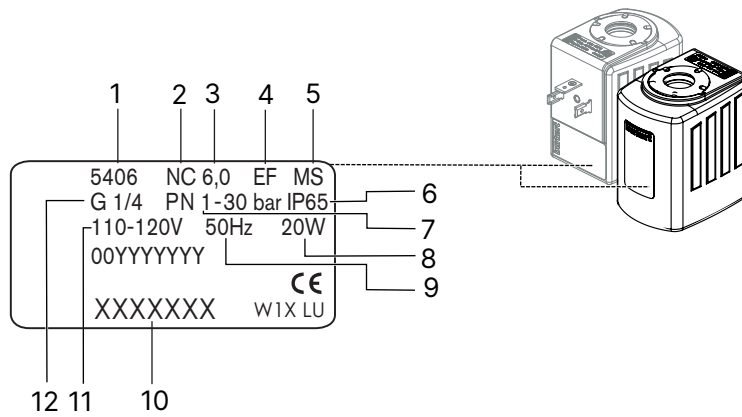 1 2 3 4 5
5406 NC 6,0 EF MS
G 1/4 PN 1-30 bar IP65 6
110-120V 50Hz 20W 7
00YYYYYYY 8
CE 9
XXXXXXX W1X LU
12 11 10